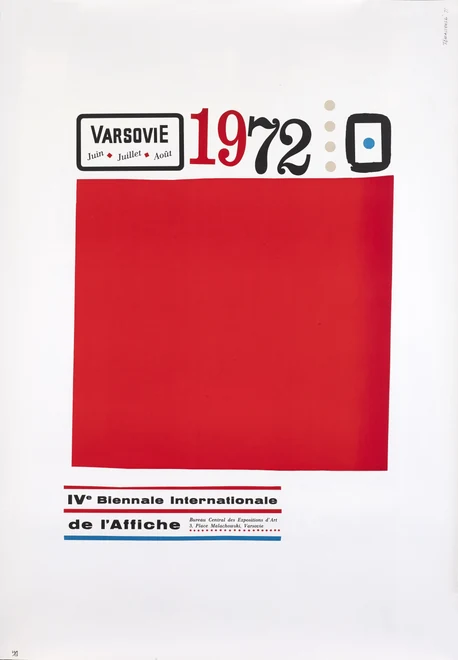 VARSOVIE
Juin • Juillet • Août
1972
IVe Biennale Internationale
de l'Affiche
Bureau Central des Expositions d'Art
3, Place Malachowski, Varsovie